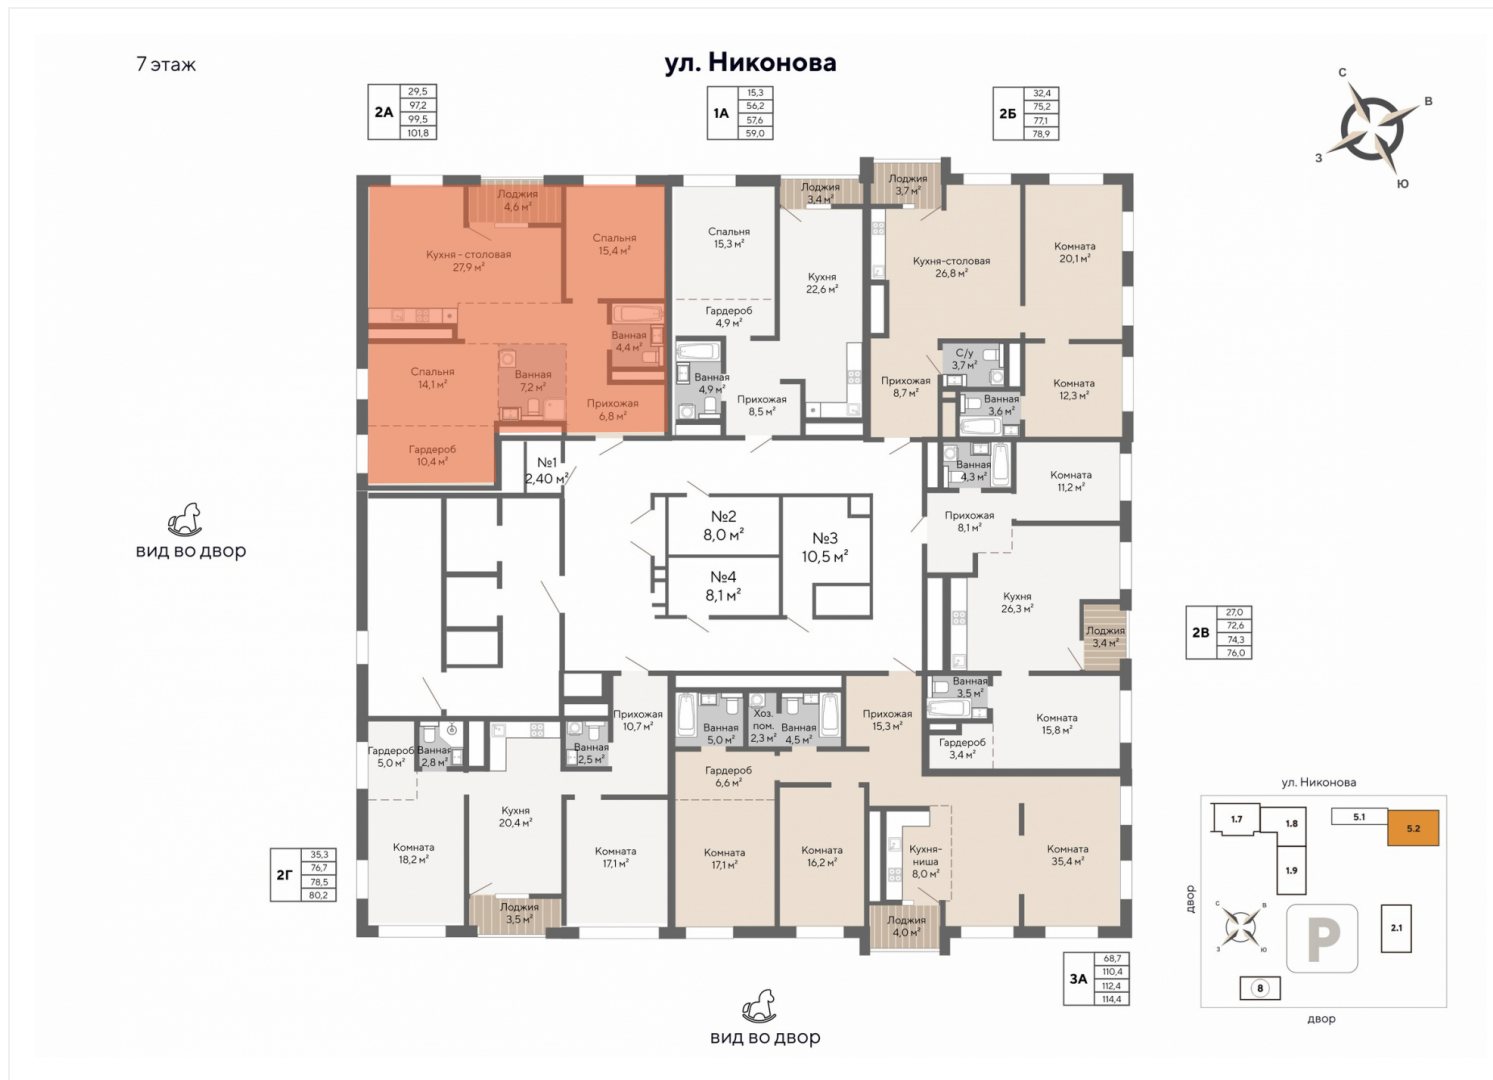 7 этаж
ул. Никонова
2А
29,5
97,2
99,5
101,8
1А
15,3
56,2
57,6
59,0
2Б
32,4
75,2
77,1
78,9
С
В
З
Ю
Лоджия
4,6 м²
Кухня - столовая
27,9 м²
Спальня
15,4 м²
Ванная
4,4 м²
Спальня
14,1 м²
Ванная
7,2 м²
Прихожая
6,8 м²
Гардероб
10,4 м²
Спальня
15,3 м²
Лоджия
3,4 м²
Кухня
22,6 м²
Гардероб
4,9 м²
Ванная
4,9 м²
Прихожая
8,5 м²
Лоджия
3,7 м²
Кухня-столовая
26,8 м²
Комната
20,1 м²
С/у
3,7 м²
Прихожая
8,7 м²
Ванная
3,6 м²
Комната
12,3 м²
№1
2,40 м²
№2
8,0 м²
№3
10,5 м²
№4
8,1 м²
Ванная
4,3 м²
Комната
11,2 м²
Прихожая
8,1 м²
Кухня
26,3 м²
Лоджия
3,4 м²
Ванная
3,5 м²
Комната
15,8 м²
Гардероб
3,4 м²
2В
27,0
72,6
74,3
76,0
вид во двор
Гардероб
5,0 м²
Ванная
2,8 м²
Кухня
20,4 м²
Ванная
2,5 м²
Прихожая
10,7 м²
Комната
18,2 м²
Лоджия
3,5 м²
Комната
17,1 м²
2Г
35,3
76,7
78,5
80,2
Ванная
5,0 м²
Хоз.
пом.
2,3 м²
Ванная
4,5 м²
Прихожая
15,3 м²
Гардероб
6,6 м²
Комната
17,1 м²
Комната
16,2 м²
Кухня-
ниша
8,0 м²
Комната
35,4 м²
Лоджия
4,0 м²
3А
68,7
110,4
112,4
114,4
вид во двор
ул. Никонова
1.7
1.8
1.9
5.1
5.2
2.1
8
P
двор
С
В
З
Ю
двор